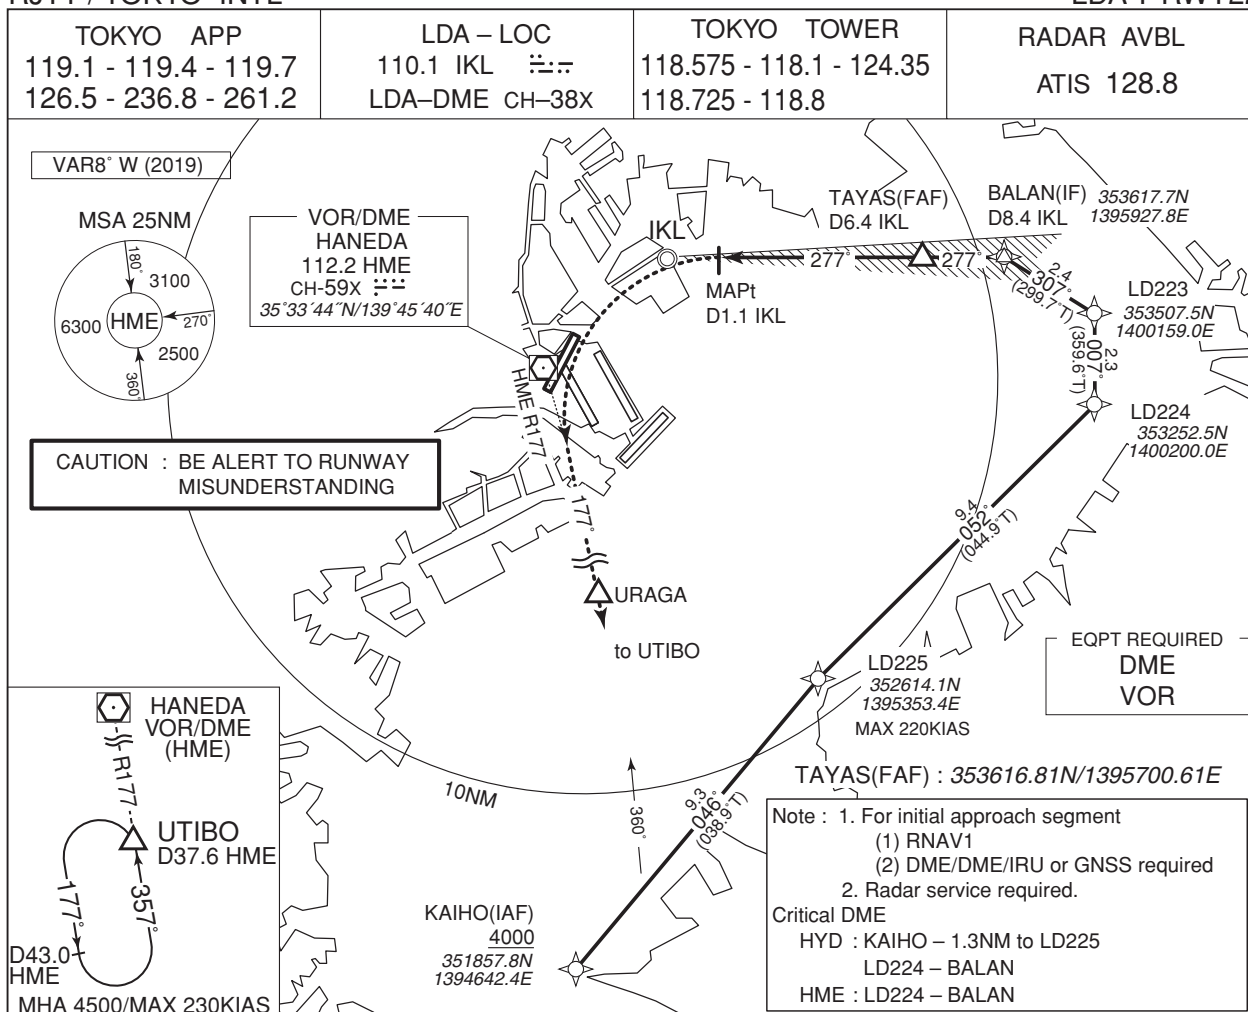 RJTT / TOKYO INTL
TOKYO APP
119.1 - 119.4 - 119.7
126.5 - 236.8 - 261.2
LDA – LOC
110.1 IKL
LDA–DME CH–38X
TOKYO TOWER
118.575 - 118.1 - 124.35
118.725 - 118.8
RADAR AVBL
ATIS 128.8
VAR8° W (2019)
MSA 25NM
180°
3100
6300
HME
270°
2500
360°
VOR/DME
HANEDA
112.2 HME
CH-59X
35°33′44″N/139°45′40″E
IKL
TAYAS(FAF)
D6.4 IKL
BALAN(IF)
D8.4 IKL
353617.7N
1395927.8E
277°
277°
MAPt
D1.1 IKL
2.4
307°
(299.7°T)
LD223
353507.5N
1400159.0E
2.3
007°
(359.6°T)
LD224
353252.5N
1400200.0E
HME R177
CAUTION : BE ALERT TO RUNWAY
MISUNDERSTANDING
177°
9.4
052°
(044.9°T)
URAGA
to UTIBO
EQPT REQUIRED
DME
VOR
LD225
352614.1N
1395353.4E
MAX 220KIAS
HANEDA
VOR/DME
(HME)
R177
UTIBO
D37.6 HME
177°
357°
D43.0
HME
MHA 4500/MAX 230KIAS
10NM
360°
9.3
046°
(038.9°T)
TAYAS(FAF) : 353616.81N/1395700.61E
KAIHO(IAF)
4000
351857.8N
1394642.4E
Note : 1. For initial approach segment
(1) RNAV1
(2) DME/DME/IRU or GNSS required
2. Radar service required.
Critical DME
HYD : KAIHO – 1.3NM to LD225
LD224 – BALAN
HME : LD224 – BALAN